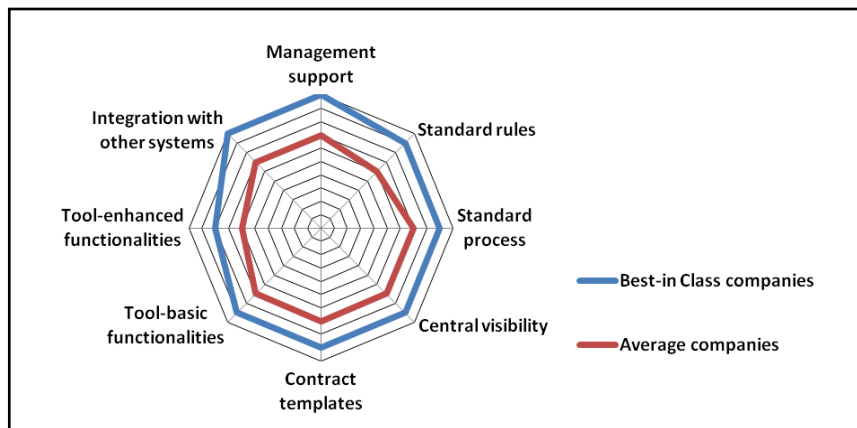 Management
support
Integration with
other systems
Standard rules
Tool-enhanced
functionalities
Standard
process
Tool-basic
functionalities
Central visibility
Contract
templates
Best-in Class companies
Average companies